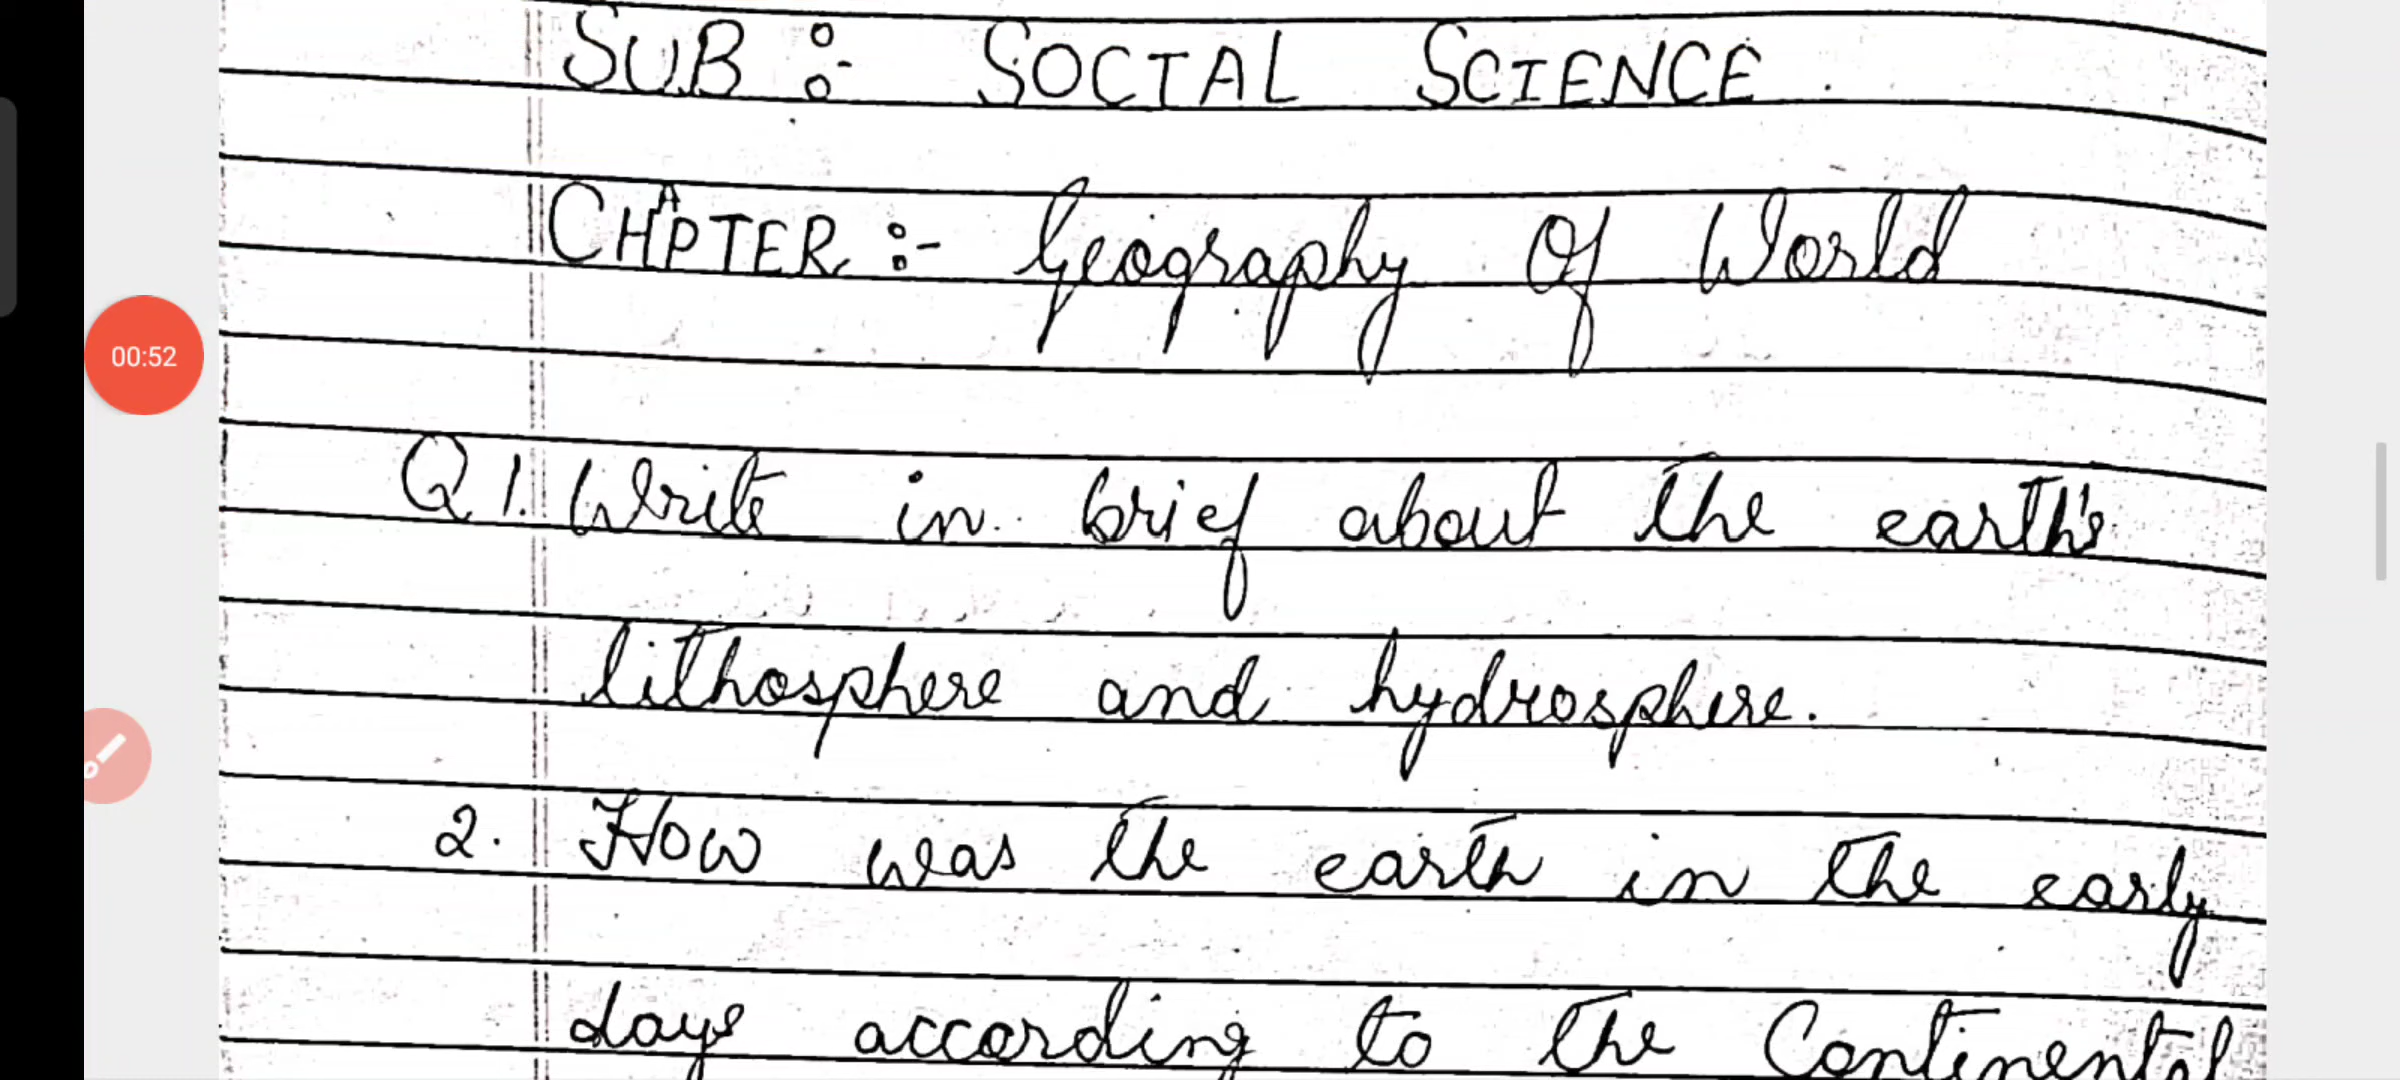 SUB :- SOCIAL SCIENCE.
CHAPTER :- Geography Of World
00:52
Q1. Write in brief about the earth's
lithosphere and hydrosphere.
2. How was the earth in the early
days according to the Continental